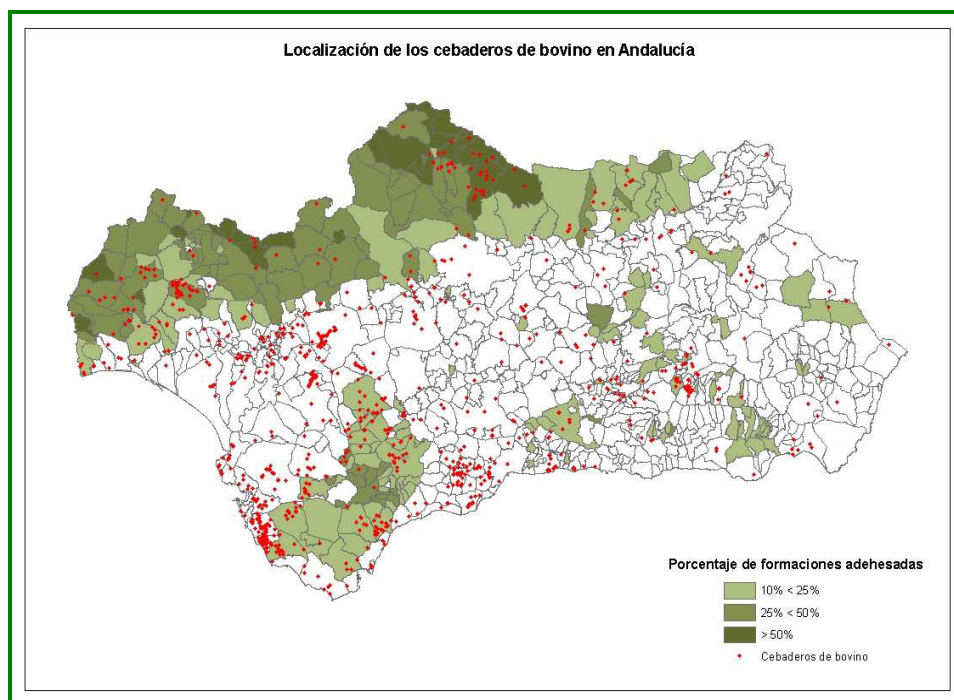 Localización de los cebaderos de bovino en Andalucía
Porcentaje de formaciones adehesadas
10% < 25%
25% < 50%
> 50%
Cebaderos de bovino